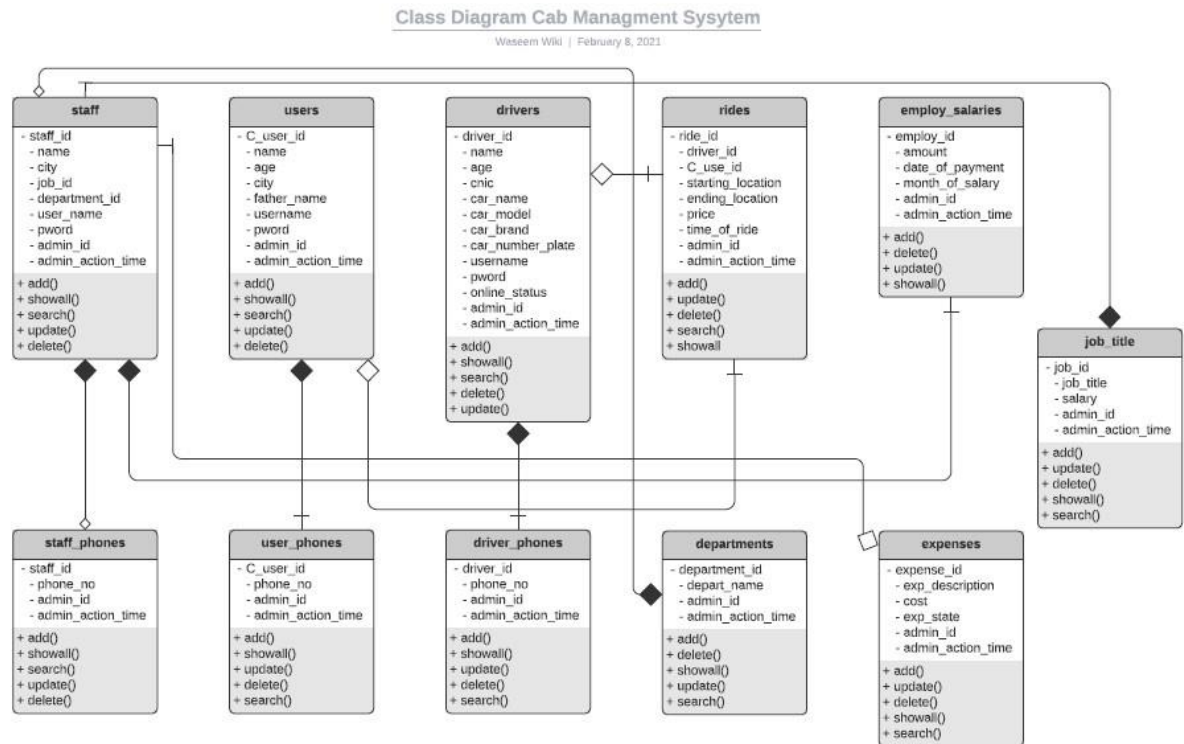 Class Diagram Cab Managment Sysytem
Waseem Wiki | February 8, 2021
staff
- staff_id
- name
- city
- job_id
- department_id
- user_name
- pword
- admin_id
- admin_action_time
+ add()
+ showall()
+ search()
+ update()
+ delete()
users
- C_user_id
- name
- age
- city
- father_name
- username
- pword
- admin_id
- admin_action_time
+ add()
+ showall()
+ search()
+ update()
+ delete()
drivers
- driver_id
- name
- age
- cnic
- car_name
- car_model
- car_brand
- car_number_plate
- username
- pword
- online_status
- admin_id
- admin_action_time
+ add()
+ showall()
+ search()
+ delete()
+ update()
rides
- ride_id
- driver_id
- C_use_id
- starting_location
- ending_location
- price
- time_of_ride
- admin_id
- admin_action_time
+ add()
+ update()
+ delete()
+ search()
+ showall
employ_salaries
- employ_id
- amount
- date_of_payment
- month_of_salary
- admin_id
- admin_action_time
+ add()
+ delete()
+ update()
+ showall()
job_title
- job_id
- job_title
- salary
- admin_id
- admin_action_time
+ add()
+ update()
+ delete()
+ showall()
+ search()
staff_phones
- staff_id
- phone_no
- admin_id
- admin_action_time
+ add()
+ showall()
+ search()
+ update()
+ delete()
user_phones
- C_user_id
- phone_no
- admin_id
- admin_action_time
+ add()
+ showall()
+ update()
+ delete()
+ search()
driver_phones
- driver_id
- phone_no
- admin_id
- admin_action_time
+ add()
+ showall()
+ update()
+ delete()
+ search()
departments
- department_id
- depart_name
- admin_id
- admin_action_time
+ add()
+ delete()
+ showall()
+ update()
+ search()
expenses
- expense_id
- exp_description
- cost
- exp_state
- admin_id
- admin_action_time
+ add()
+ update()
+ delete()
+ showall()
+ search()